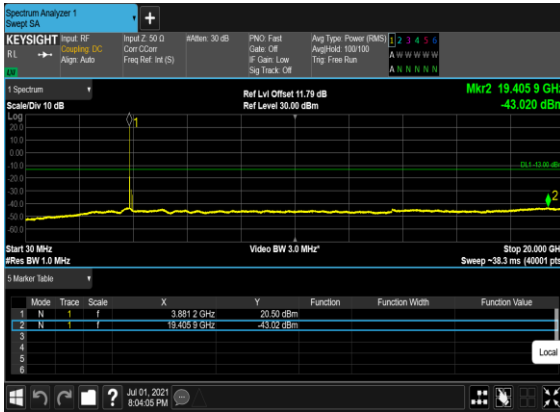 Spectrum Analyzer 1
Swept SA
KEYSIGHT Input: RF Input Z: 50 Ω #Atten: 30 dB PNO: Fast Avg Type: Power (RMS) 1 2 3 4 5 6
RL Coupling: DC Corr CCorr Gate: Off Avg|Hold: 100/100 A W W W W W
Align: Auto Freq Ref: Int (S) IF Gain: Low Trig: Free Run
Sig Track: Off A N N N N N
1 Spectrum Ref Lvl Offset 11.79 dB Mkr2 19.405 9 GHz
Scale/Div 10 dB Ref Level 30.00 dBm -43.020 dBm
Log
20.0 1
10.0
0.00
-10.0 DL1 -13.00 dBm
-20.0
-30.0
-40.0 2
-50.0
-60.0
Start 30 MHz Video BW 3.0 MHz* Stop 20.000 GHz
#Res BW 1.0 MHz Sweep ~38.3 ms (40001 pts)
5 Marker Table
Mode Trace Scale X Y Function Function Width Function Value
1 N 1 f 3.881 2 GHz 20.50 dBm
2 N 1 f 19.405 9 GHz -43.02 dBm
3
4
5
6
Local
? Jul 01, 2021
8:04:05 PM